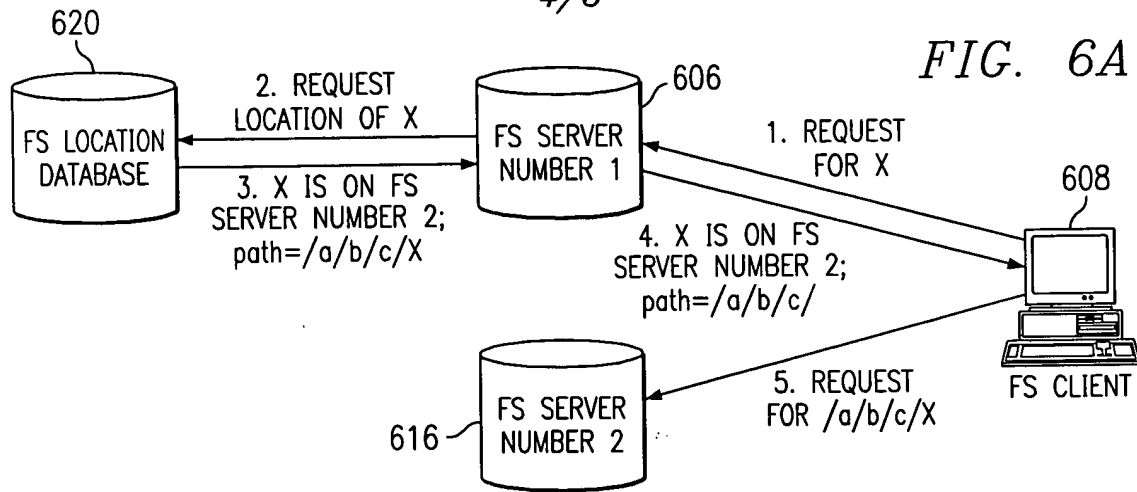 620
FIG. 6A
2. REQUEST
LOCATION OF X
606
FS LOCATION
DATABASE
FS SERVER
NUMBER 1
1. REQUEST
FOR X
3. X IS ON FS
SERVER NUMBER 2;
path=/a/b/c/X
608
4. X IS ON FS
SERVER NUMBER 2;
path=/a/b/c/
FS CLIENT
5. REQUEST
FOR /a/b/c/X
FS SERVER
NUMBER 2
616